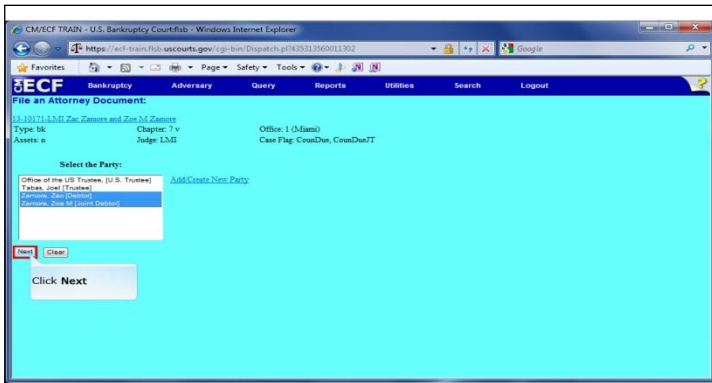 CM/ECF TRAIN - U.S. Bankruptcy Court:flsb - Windows Internet Explorer
https://ecf-train.flsb.uscourts.gov/cgi-bin/Dispatch.pl?435313560011302
Google
Favorites Page Safety Tools
ECF Bankruptcy Adversary Query Reports Utilities Search Logout ?
File an Attorney Document:
13-10171-LMI Zac Zamore and Zoe M Zamore
Type: bk Chapter: 7 v Office: 1 (Miami)
Assets: n Judge: LMI Case Flag: CounDue, CounDueJT
Select the Party:
Office of the US Trustee, [U.S. Trustee] Add/Create New Party
Tabas, Joel [Trustee]
Zamore, Zac [Debtor]
Zamore, Zoe M [Joint Debtor]
Next Clear
Click Next